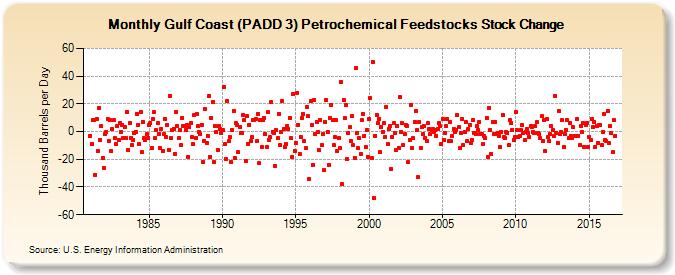 Monthly Gulf Coast (PADD 3) Petrochemical Feedstocks Stock Change
Thousand Barrels per Day
60
40
20
0
-20
-40
-60
1985 1990 1995 2000 2005 2010 2015
Source: U.S. Energy Information Administration